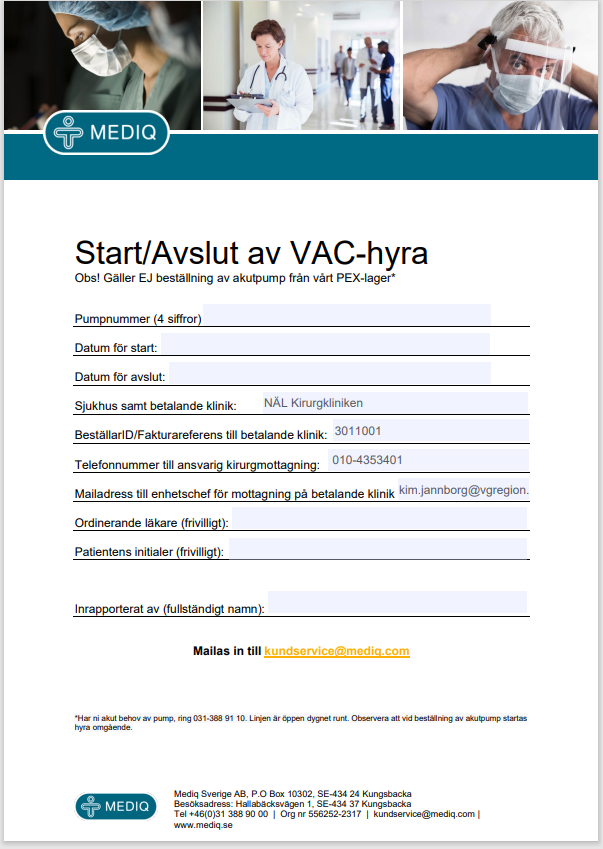 MEDIQ
Start/Avslut av VAC-hyra
Obs! Gäller EJ beställning av akutpump från vårt PEX-lager*
Pumpnummer (4 siffror)
Datum för start:
Datum för avslut:
Sjukhus samt betalande klinik: NÄL Kirurgkliniken
BeställarID/Fakturareferens till betalande klinik: 3011001
Telefonnummer till ansvarig kirurgmottagning: 010-4353401
Mailadress till enhetschef för mottagning på betalande klinik kim.jannborg@vgregion.
Ordinerande läkare (frivilligt):
Patientens initialer (frivilligt):
Inrapporterat av (fullständigt namn):
Mailas in till kundservice@mediq.com
*Har ni akut behov av pump, ring 031-388 91 10. Linjen är öppen dygnet runt. Observera att vid beställning av akutpump startas
hyra omgående.
MEDIQ
Mediq Sverige AB, P.O Box 10302, SE-434 24 Kungsbacka
Besöksadress: Hallabäcksvägen 1, SE-434 37 Kungsbacka
Tel +46(0)31 388 90 00 | Org nr 556252-2317 | kundservice@mediq.com |
www.mediq.se